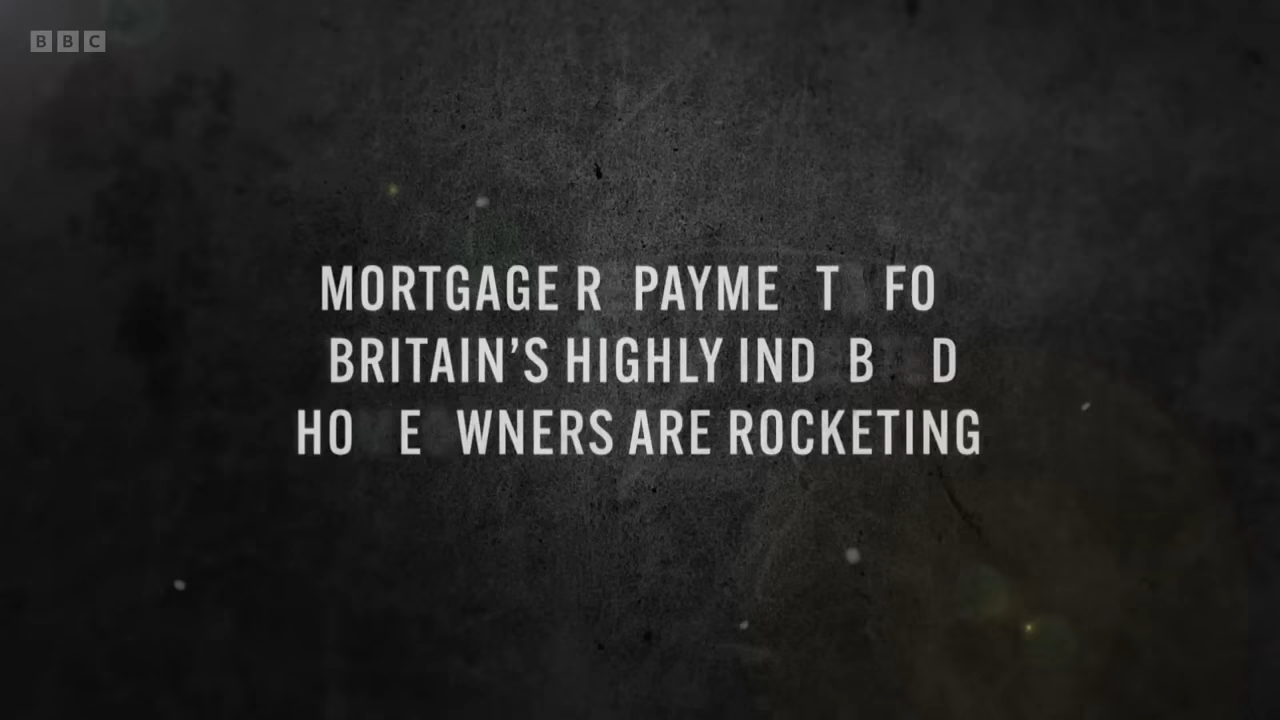 BBC
MORTGAGE R PAYME T FO
BRITAIN'S HIGHLY IND B D
HO E WNERS ARE ROCKETING